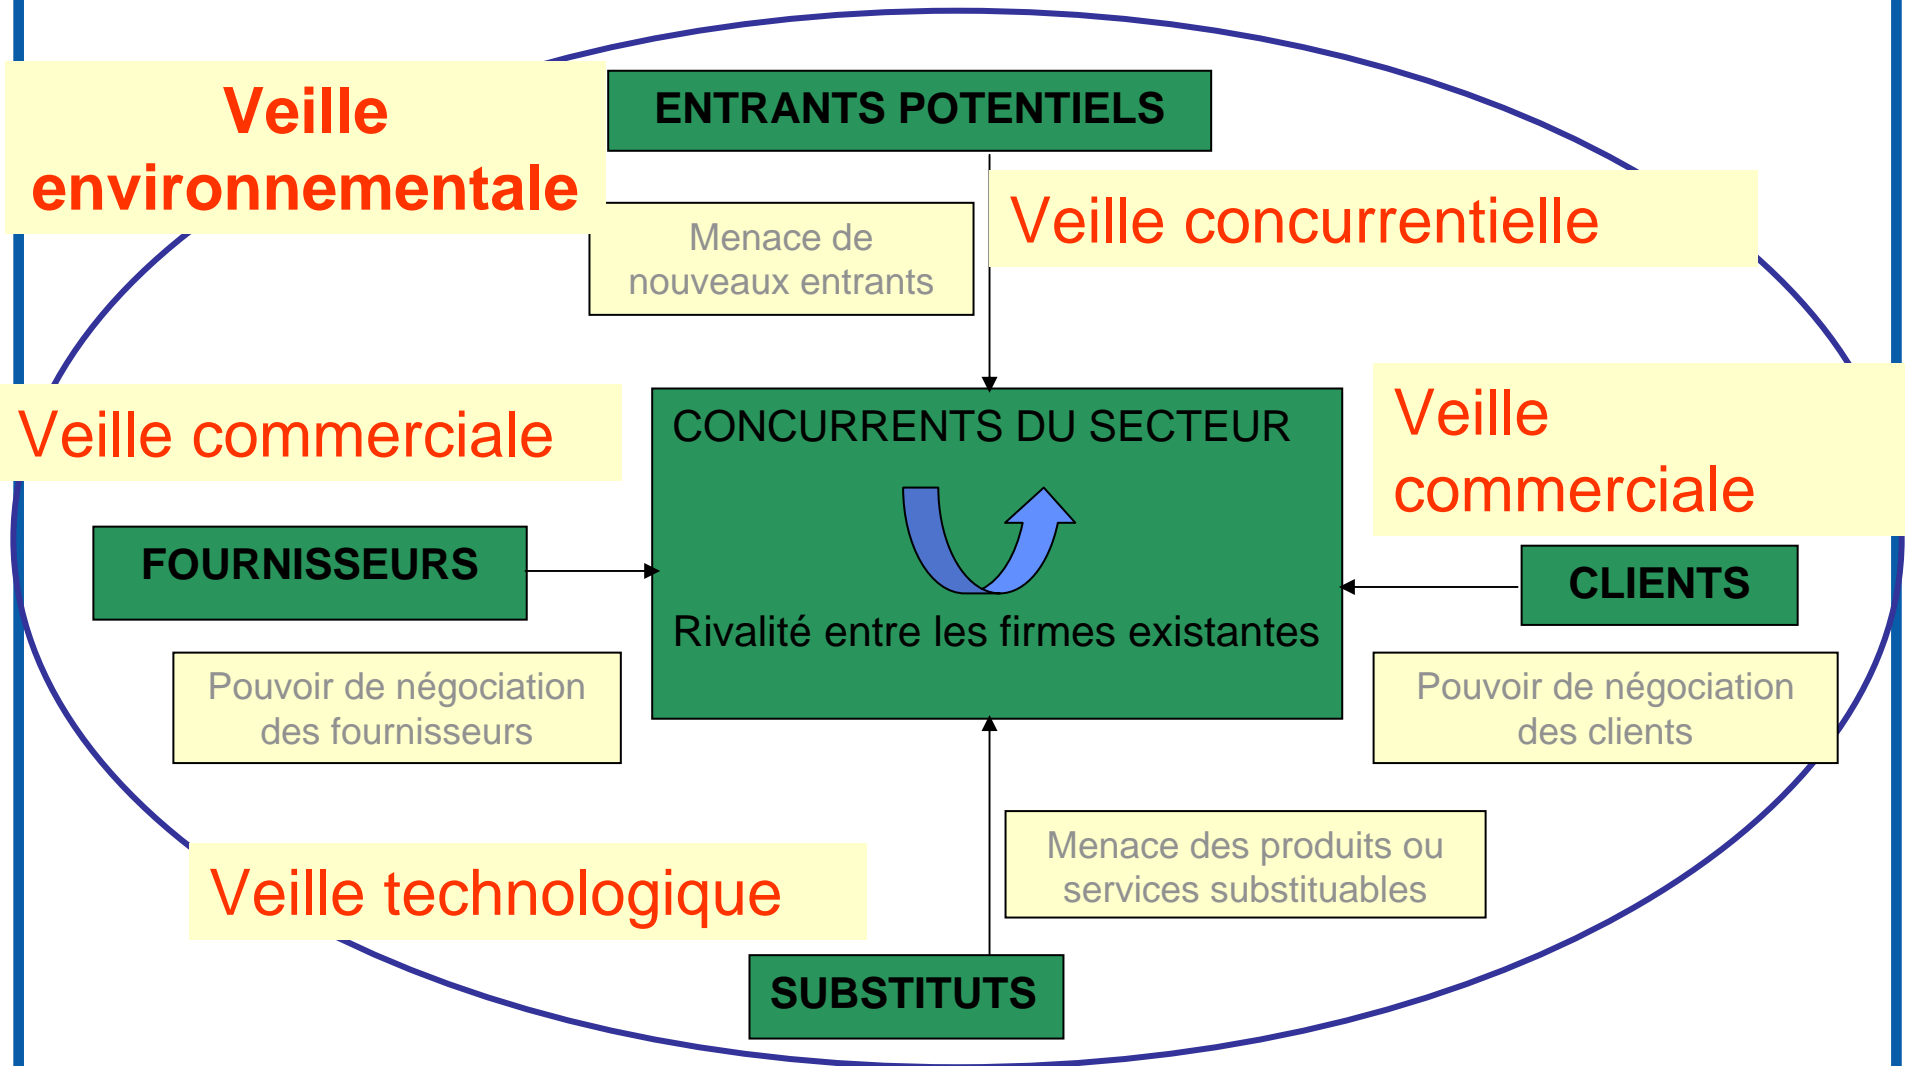 Veille
environnementale
ENTRANTS POTENTIELS
Veille concurrentielle
Menace de
nouveaux entrants
Veille commerciale
CONCURRENTS DU SECTEUR
Veille
commerciale
FOURNISSEURS
CLIENTS
Rivalité entre les firmes existantes
Pouvoir de négociation
des fournisseurs
Pouvoir de négociation
des clients
Veille technologique
Menace des produits ou
services substituables
SUBSTITUTS